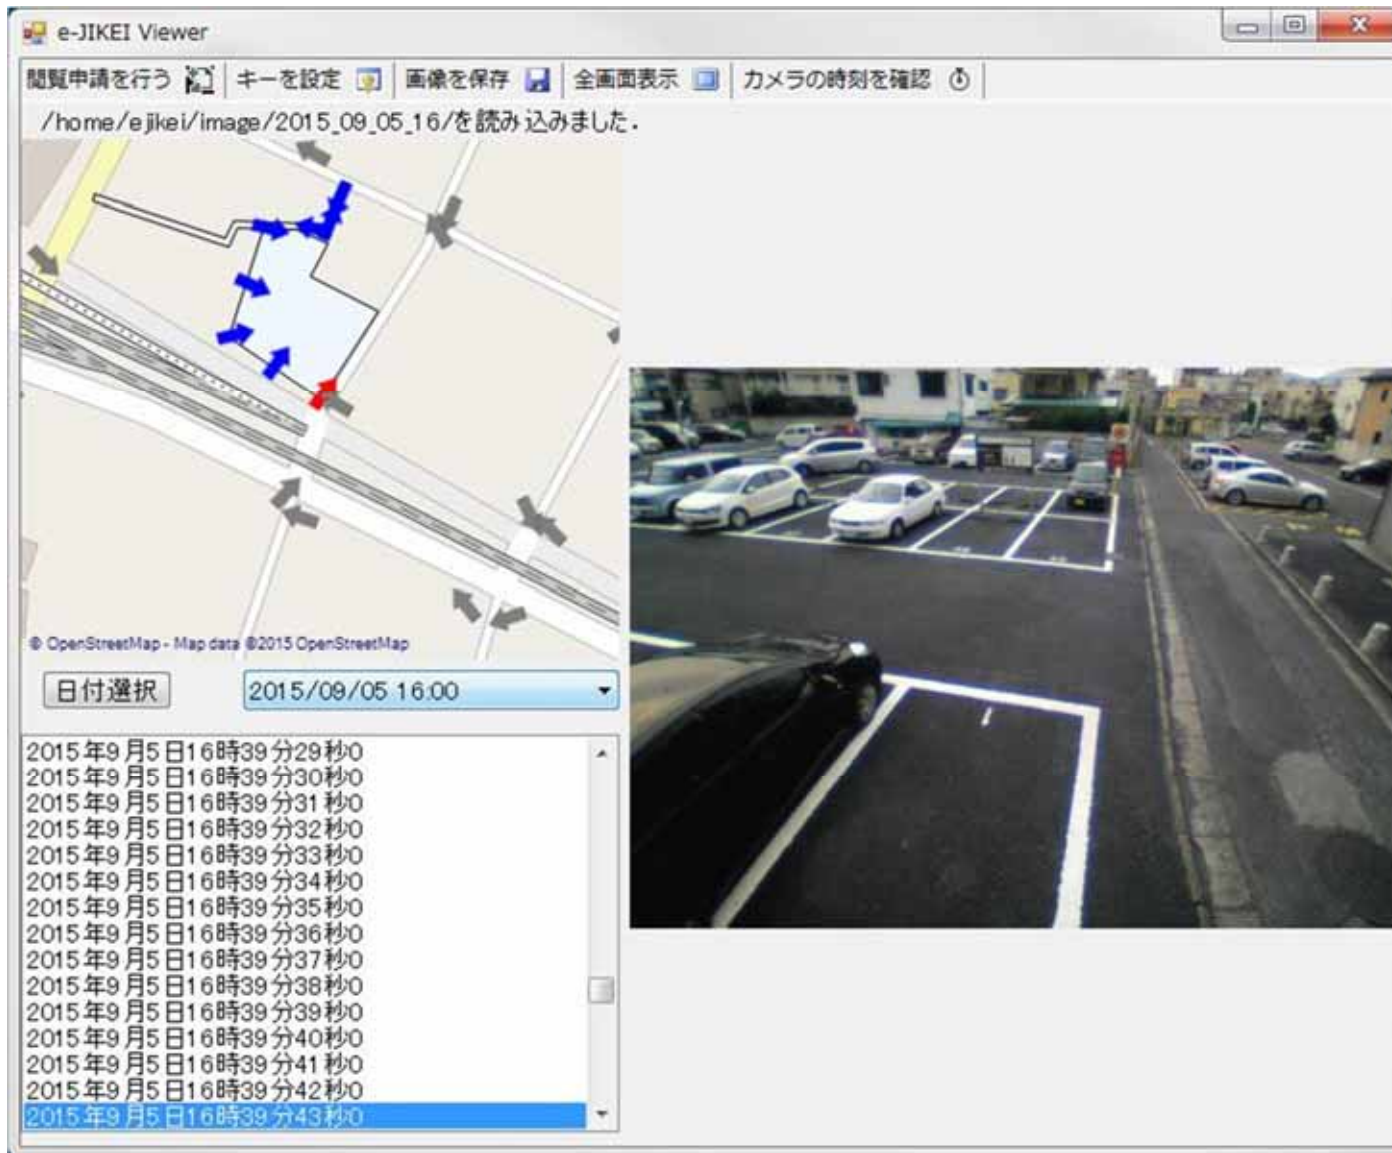 e-JIKEI Viewer
閲覧申請を行う キーを設定 画像を保存 全画面表示 カメラの時刻を確認
/home/ejikei/image/2015_09_05_16/を読み込みました.
© OpenStreetMap - Map data ©2015 OpenStreetMap
日付選択 2015/09/05 16:00
2015年9月5日16時39分29秒0
2015年9月5日16時39分30秒0
2015年9月5日16時39分31秒0
2015年9月5日16時39分32秒0
2015年9月5日16時39分33秒0
2015年9月5日16時39分34秒0
2015年9月5日16時39分35秒0
2015年9月5日16時39分36秒0
2015年9月5日16時39分37秒0
2015年9月5日16時39分38秒0
2015年9月5日16時39分39秒0
2015年9月5日16時39分40秒0
2015年9月5日16時39分41秒0
2015年9月5日16時39分42秒0
2015年9月5日16時39分43秒0